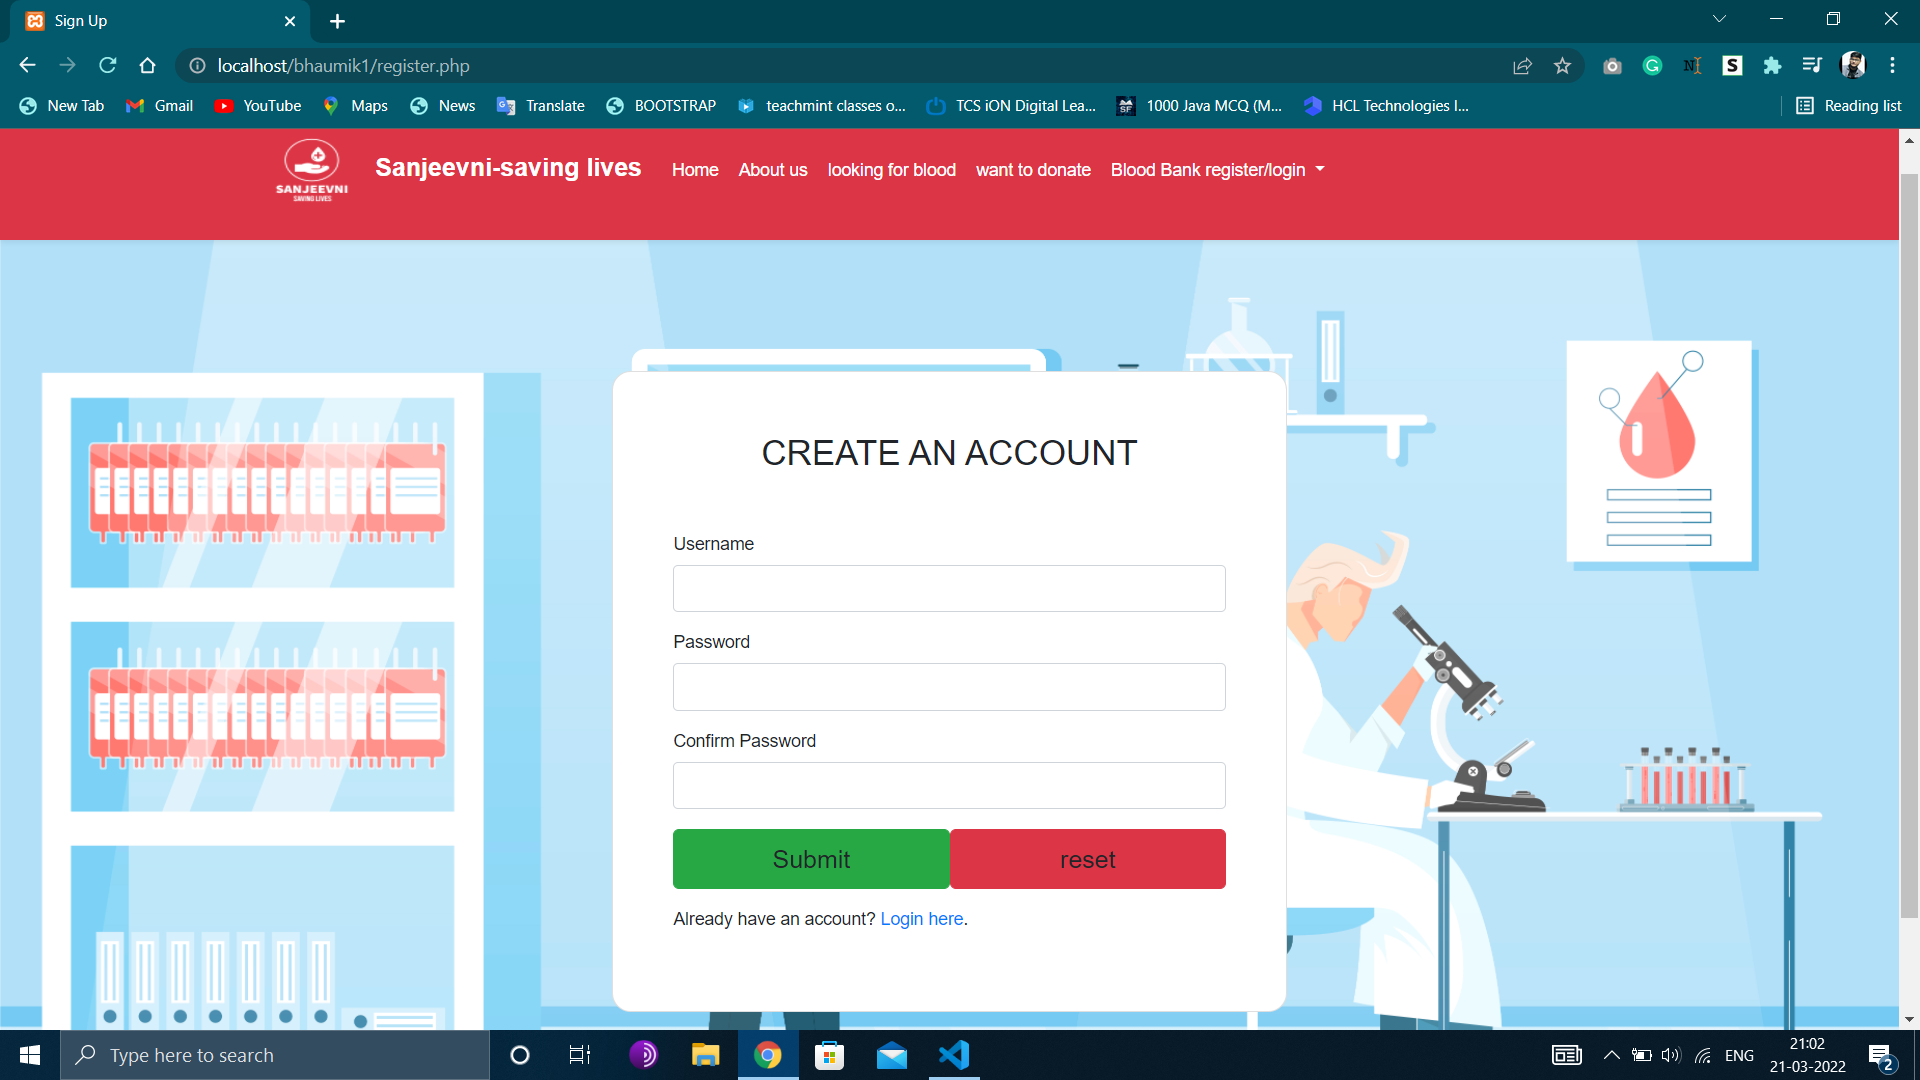 Sign Up
localhost/bhaumik1/register.php
New Tab Gmail YouTube Maps News Translate BOOTSTRAP teachmint classes o... TCS iON Digital Lea... 1000 Java MCQ (M... HCL Technologies I... Reading list
SANJEEVNI
SAVING LIVES
Sanjeevni-saving lives Home About us looking for blood want to donate Blood Bank register/login
CREATE AN ACCOUNT
Username
Password
Confirm Password
Submit reset
Already have an account? Login here.
Type here to search
ENG
21:02
21-03-2022
2